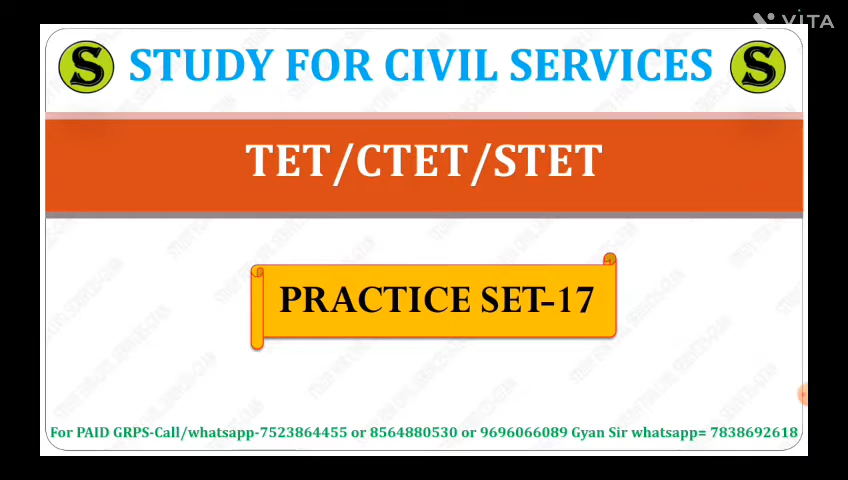 VITA
S STUDY FOR CIVIL SERVICES S
TET/CTET/STET
PRACTICE SET-17
For PAID GRPS-Call/whatsapp-7523864455 or 8564880530 or 9696066089 Gyan Sir whatsapp= 7838692618